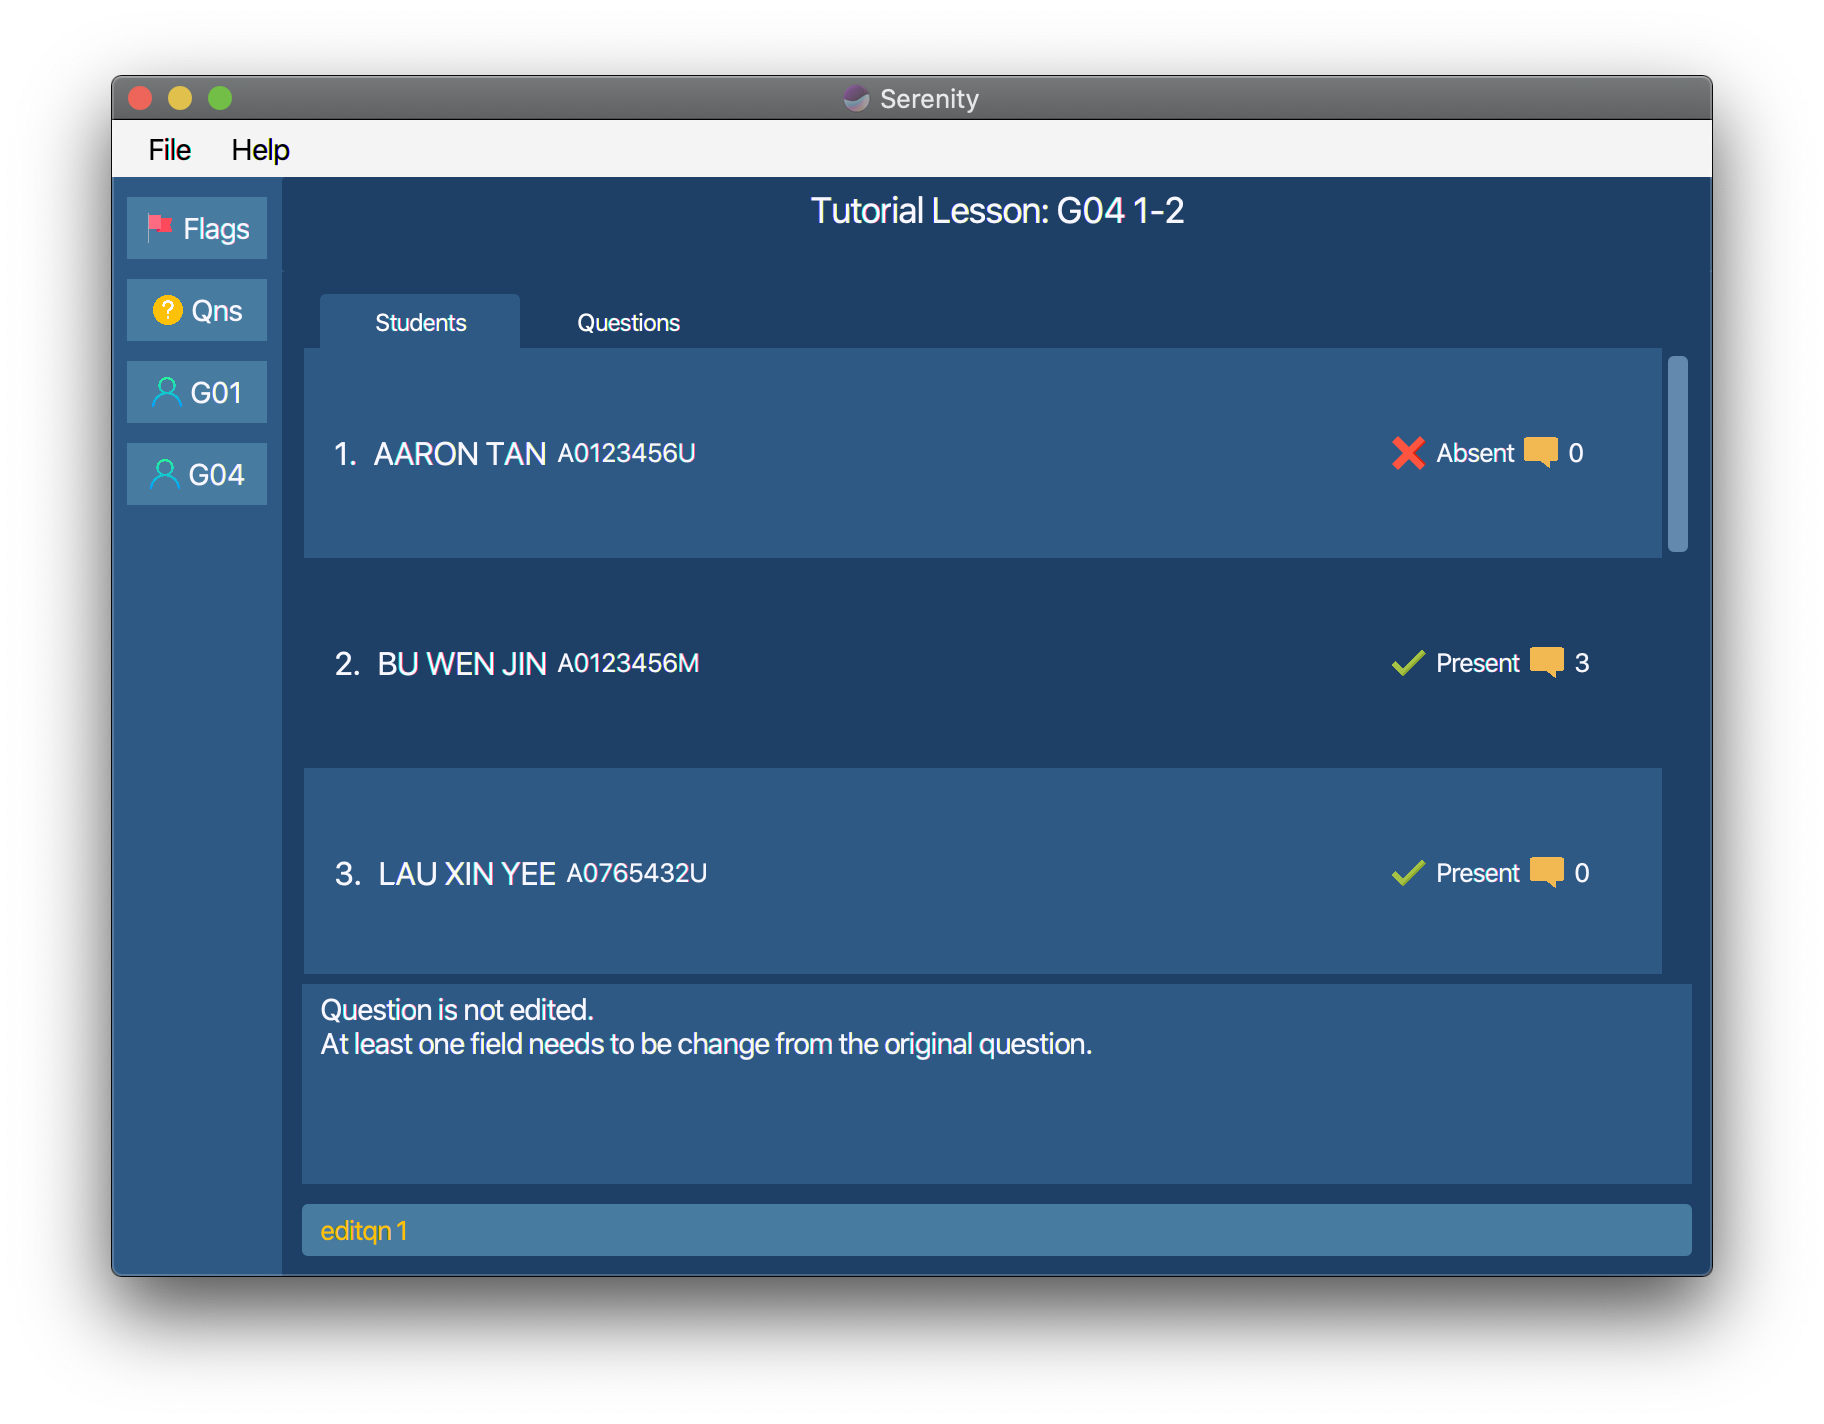 Serenity
File Help
Flags
? Qns
G01
G04
Tutorial Lesson: G04 1-2
Students Questions
1. AARON TAN A0123456U Absent 0
2. BU WEN JIN A0123456M Present 3
3. LAU XIN YEE A0765432U Present 0
Question is not edited.
At least one field needs to be change from the original question.
editqn 1